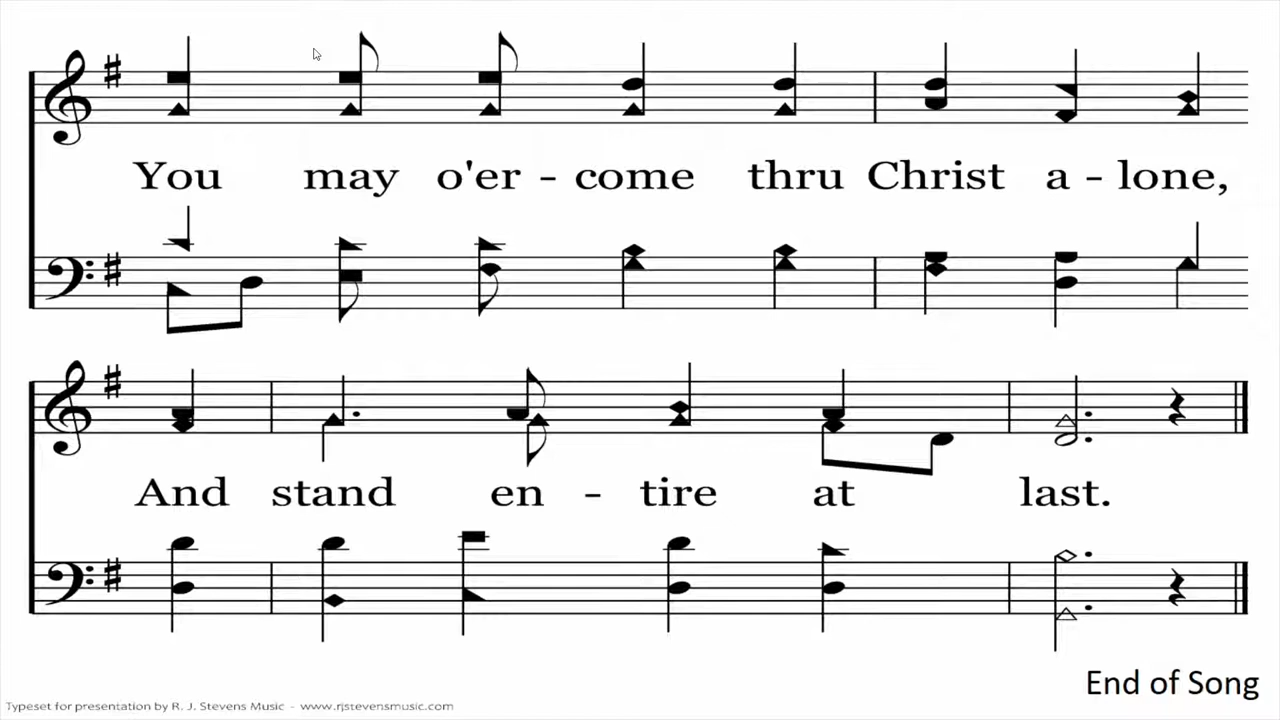 You may o'er - come thru Christ a - lone,
And stand en - tire at last.
End of Song
Typeset for presentation by R. J. Stevens Music - www.rjstevensmusic.com